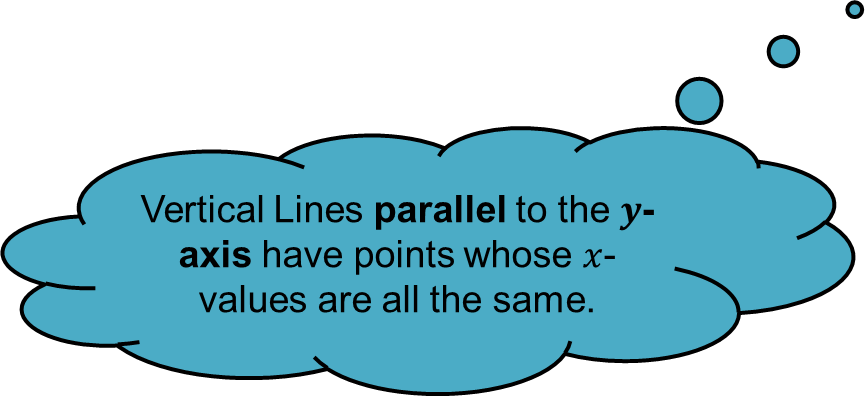 Vertical Lines parallel to the y-
axis have points whose x-
values are all the same.